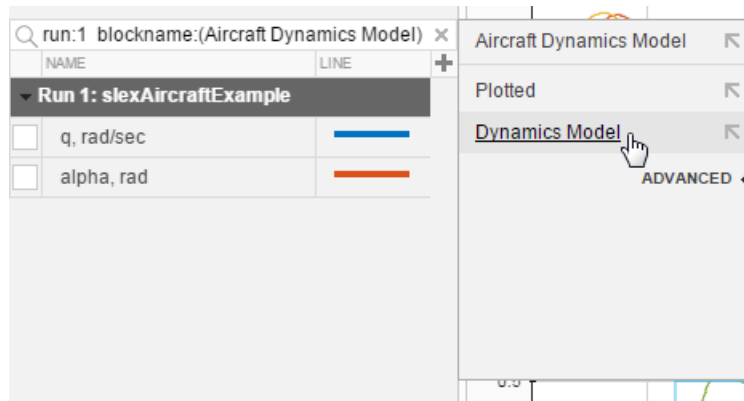 run:1 blockname:(Aircraft Dynamics Model)
NAME LINE
Run 1: slexAircraftExample
q, rad/sec
alpha, rad
Aircraft Dynamics Model
Plotted
Dynamics Model
ADVANCED